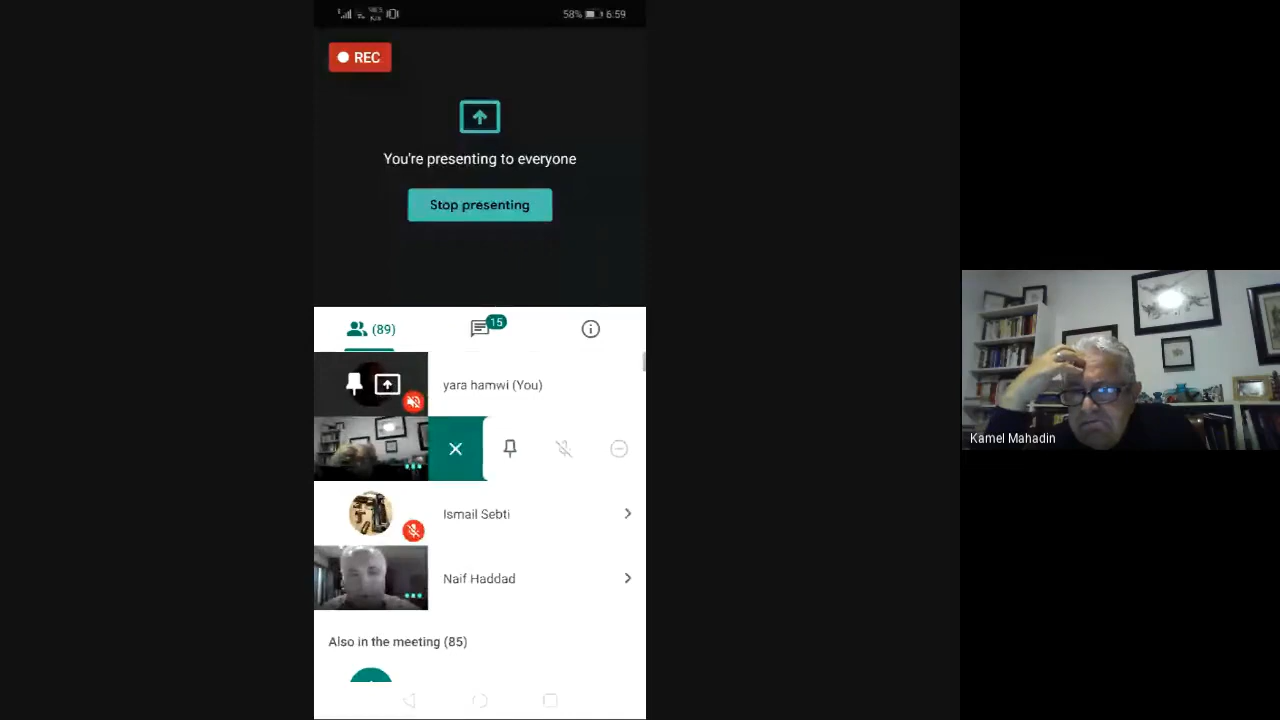 58% 6:59
REC
You're presenting to everyone
Stop presenting
(89) 15
yara hamwi (You)
Ismail Sebti
Naif Haddad
Also in the meeting (85)
Kamel Mahadin